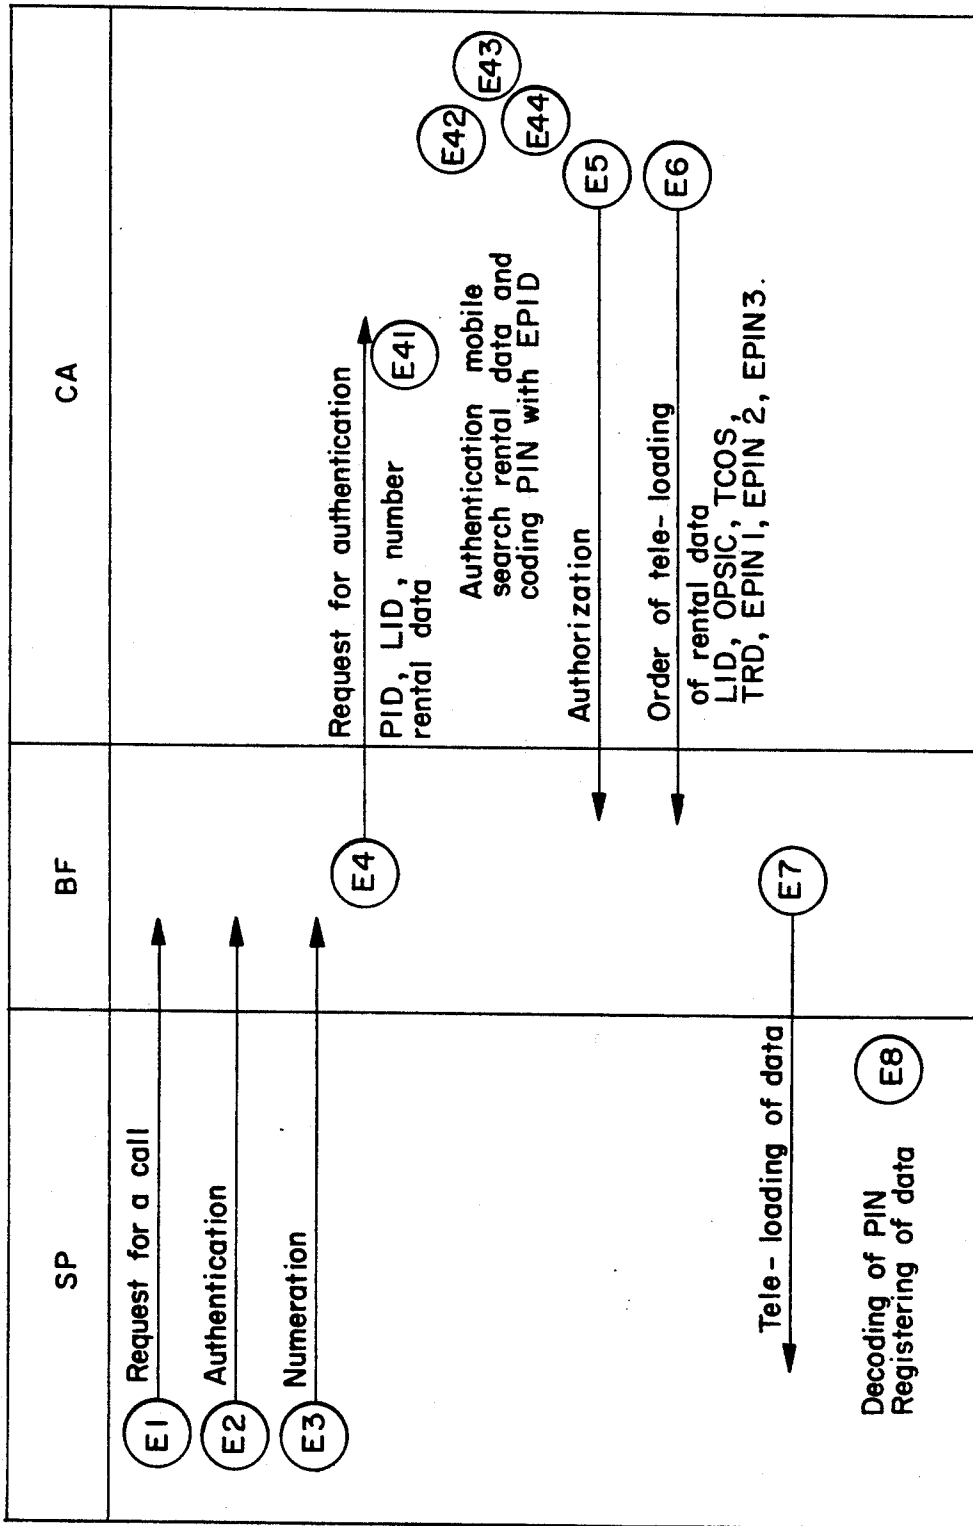 SP
BF
CA
E1
Request for a call
E2
Authentication
E3
Numeration
E4
Request for authentication
PID, LID, number
rental data
E41
Authentication mobile
search rental data and
coding PIN with EPID
E42
E43
E44
Authorization
E5
Order of tele-loading
of rental data
LID, OPSIC, TCOS,
TRD, EPIN1, EPIN 2, EPIN3.
E6
Tele-loading of data
E7
Decoding of PIN
Registering of data
E8